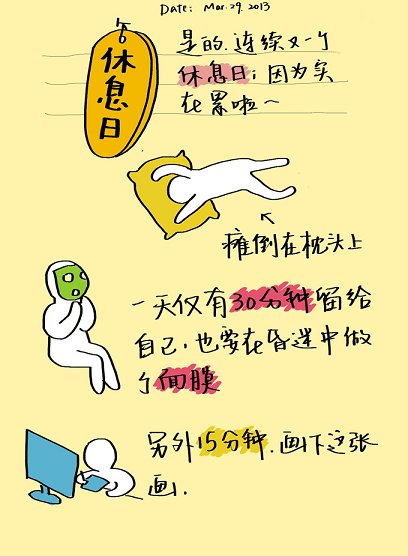 Date: Mar.29. 2013
休息日
是的.连续又一个
休息日;因为实
在累啦~
瘫倒在枕头上
一天仅有30分钟留给
自己,也要在昏迷中做
个面膜
另外15分钟.画下这张
画.